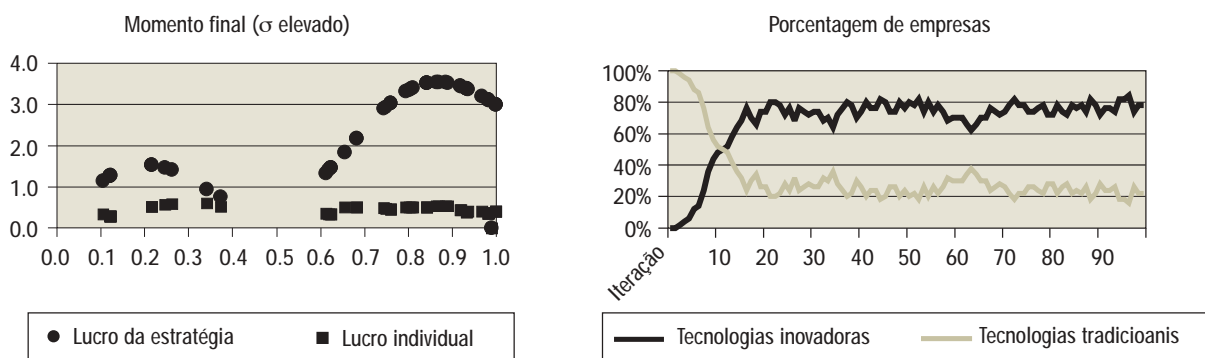 Momento final (σ elevado)
4.0
3.0
2.0
1.0
0.0
0.0 0.1 0.2 0.3 0.4 0.5 0.6 0.7 0.8 0.9 1.0
Lucro da estratégia Lucro individual
Porcentagem de empresas
100%
80%
60%
40%
20%
0%
Iteração 10 20 30 40 50 60 70 80 90
Tecnologias inovadoras Tecnologias tradicioanis